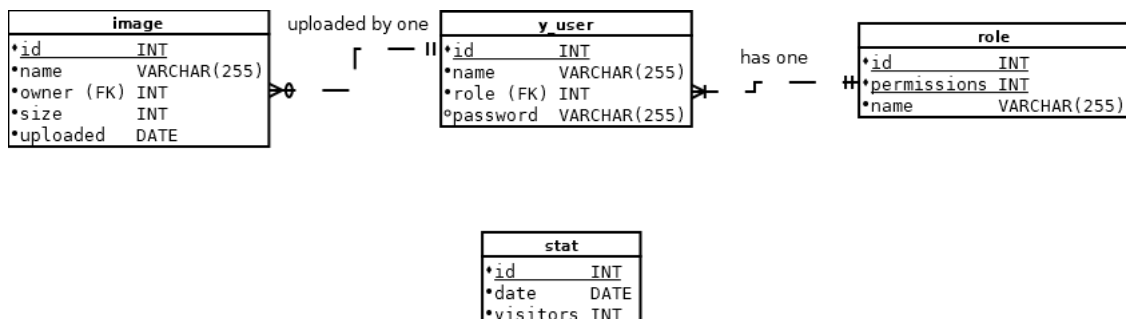 image
id INT
name VARCHAR(255)
owner (FK) INT
size INT
uploaded DATE
uploaded by one
y_user
id INT
name VARCHAR(255)
role (FK) INT
password VARCHAR(255)
has one
role
id INT
permissions INT
name VARCHAR(255)
stat
id INT
date DATE
visitors INT